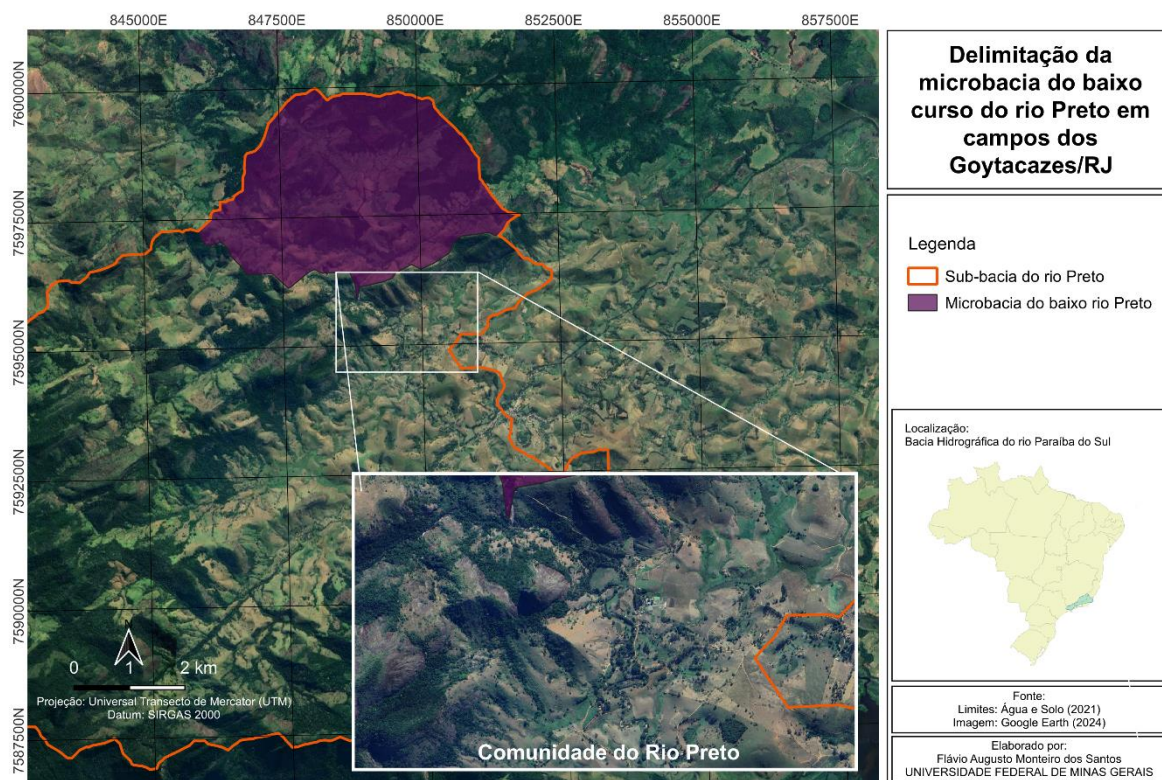 845000E 847500E 850000E 852500E 855000E 857500E
7600000N
7597500N
7595000N
7592500N
7590000N
7587500N
Delimitação da
microbacia do baixo
curso do rio Preto em
campos dos
Goytacazes/RJ
Legenda
Sub-bacia do rio Preto
Microbacia do baixo rio Preto
Localização:
Bacia Hidrográfica do rio Paraíba do Sul
N
0 1 2 km
Projeção: Universal Transecto de Mercator (UTM)
Datum: SIRGAS 2000
Comunidade do Rio Preto
Fonte:
Limites: Água e Solo (2021)
Imagem: Google Earth (2024)
Elaborado por:
Flávio Augusto Monteiro dos Santos
UNIVERSIDADE FEDERAL DE MINAS GERAIS